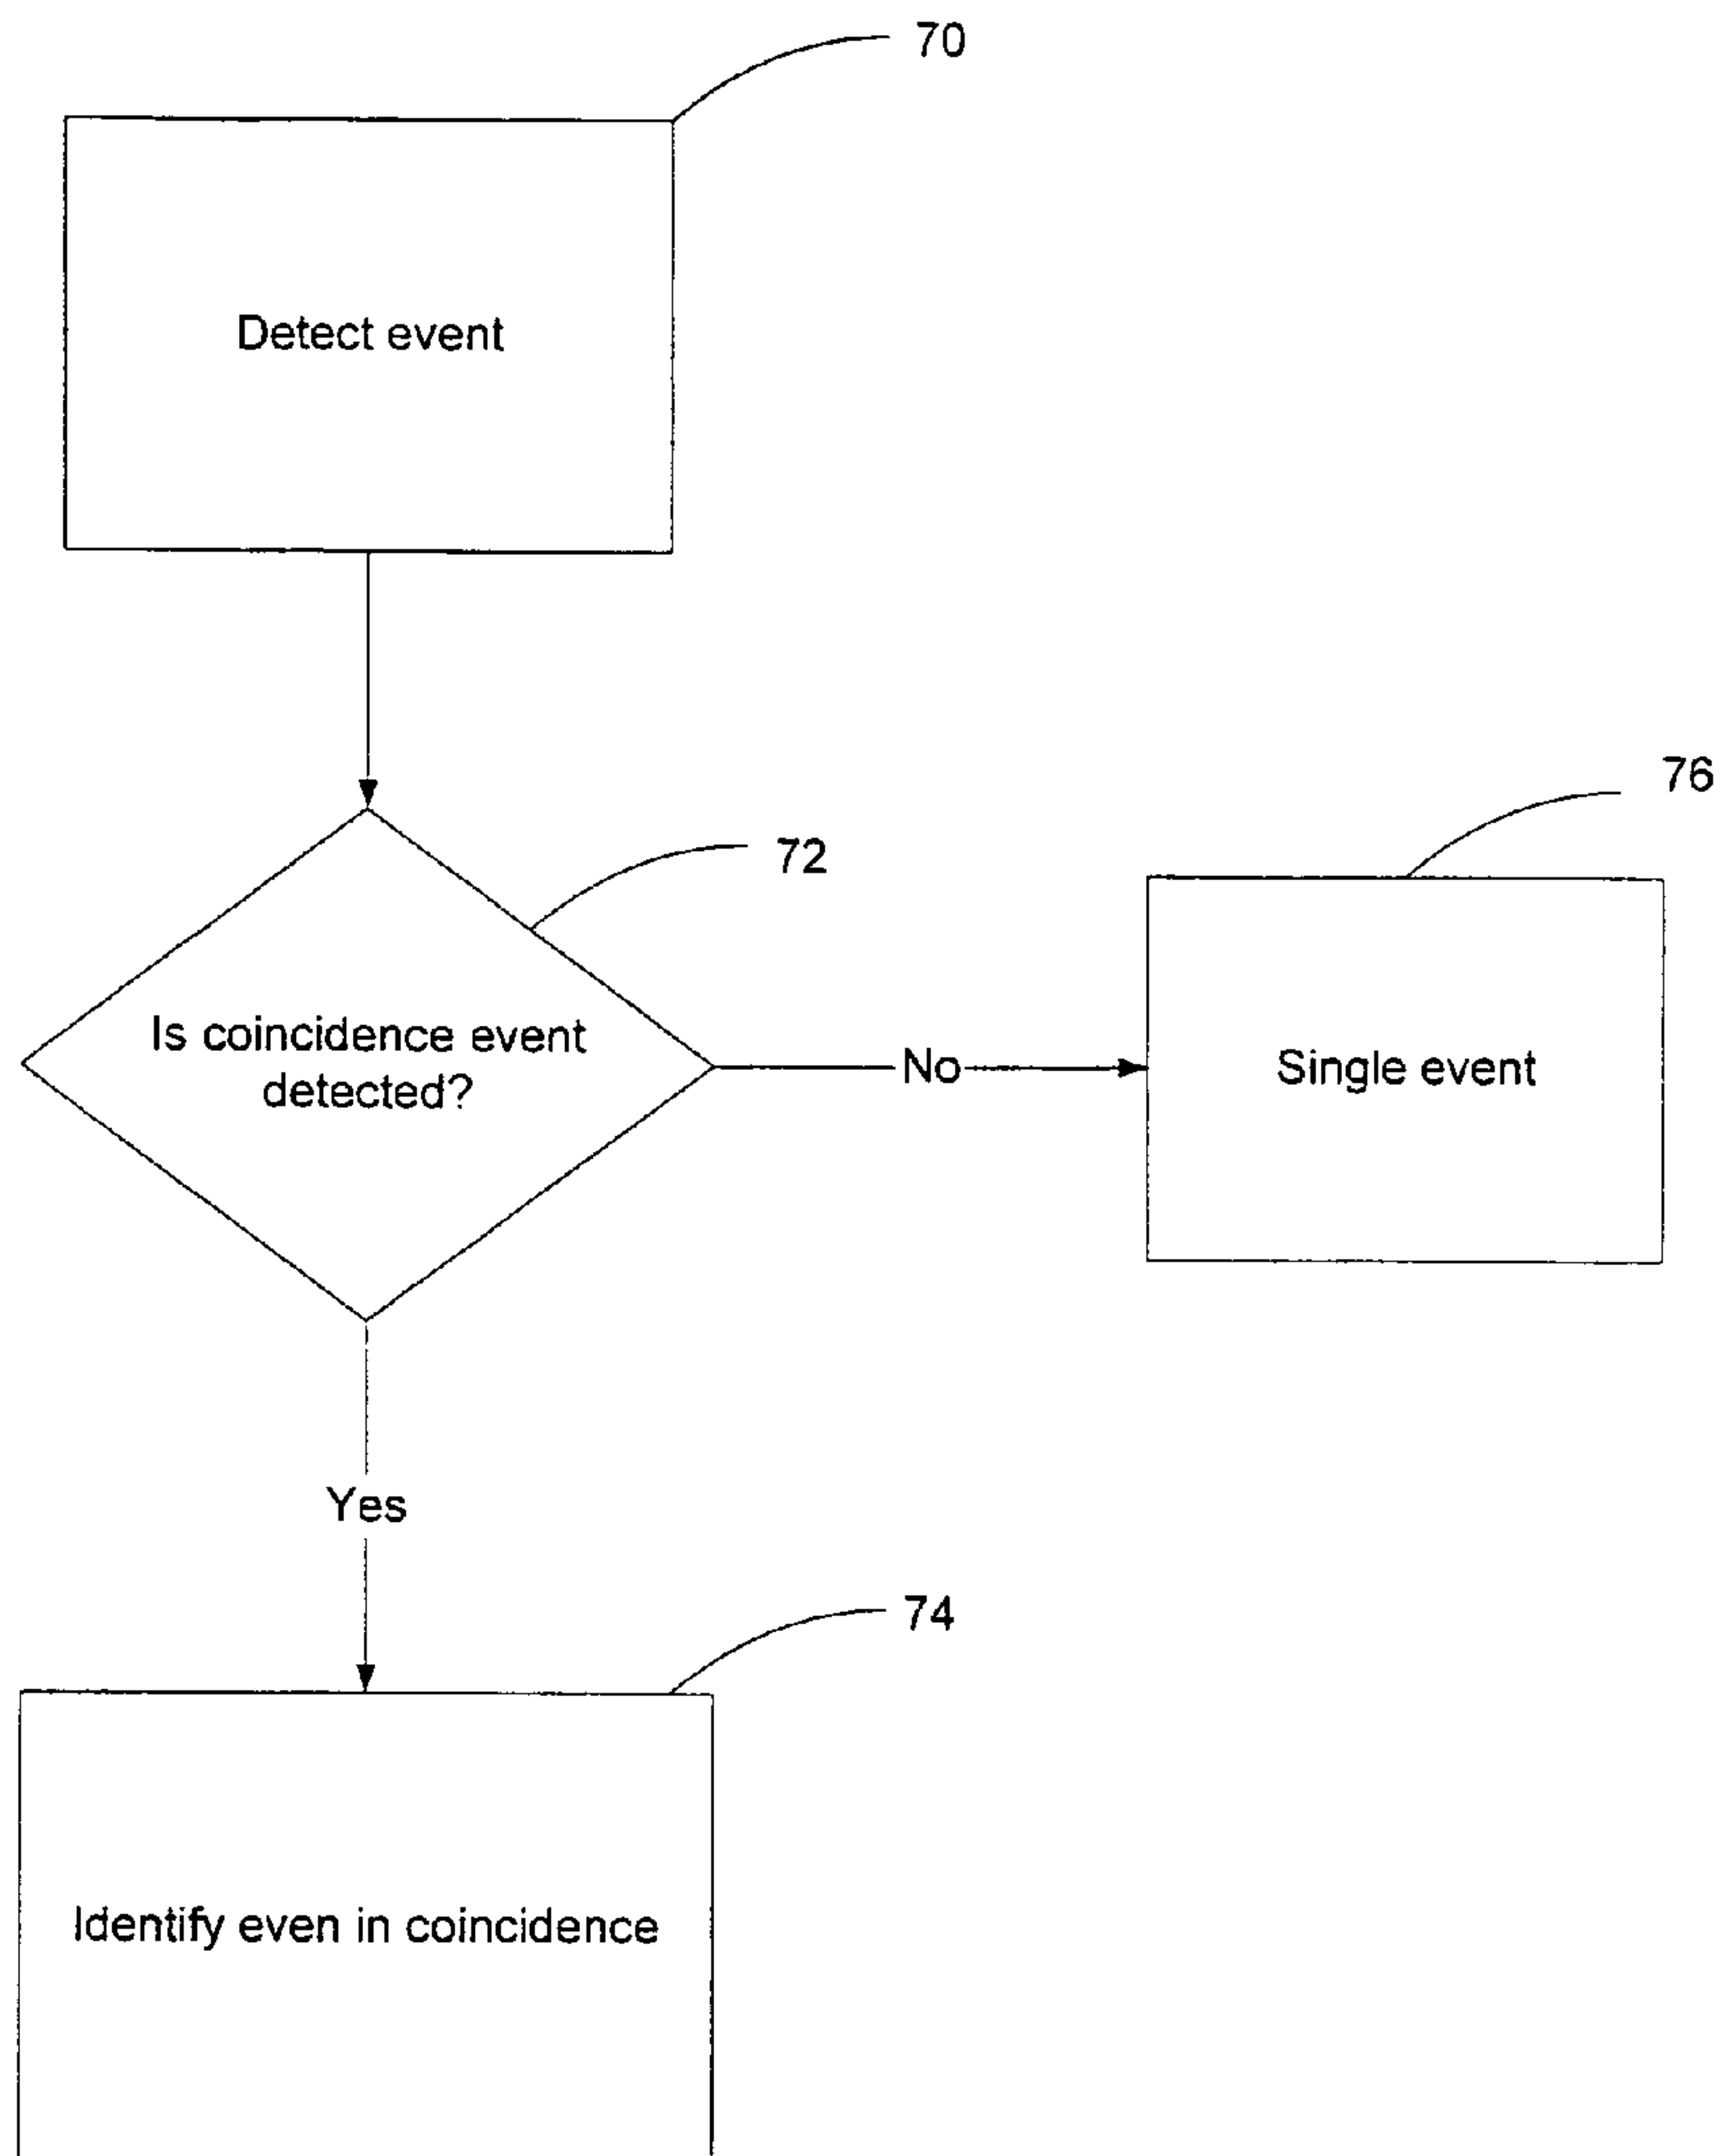 70
Detect event
76
72
Is coincidence event
detected?
No
Single event
Yes
74
Identify even in coincidence